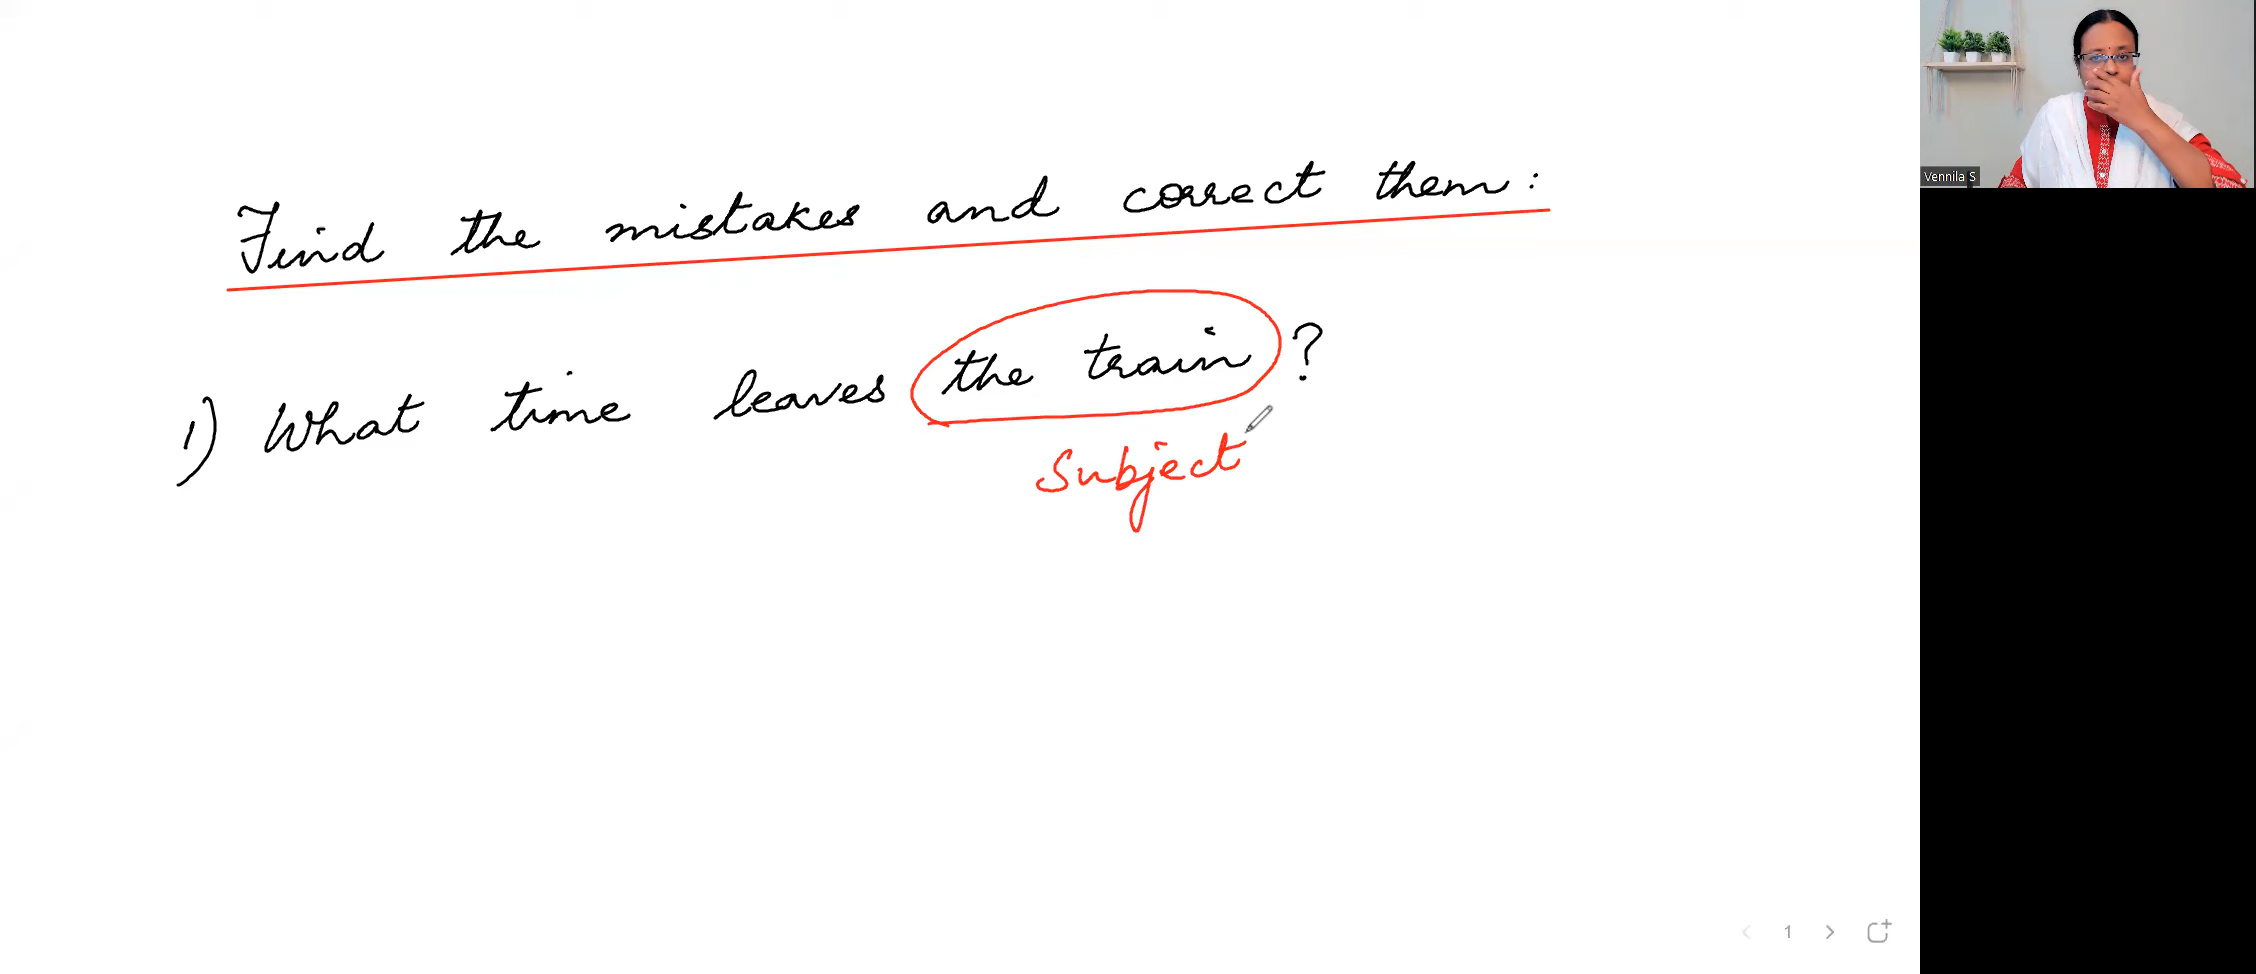 Find the mistakes and correct them:
1) What time leaves the train ?
Subject
Vennila S
1